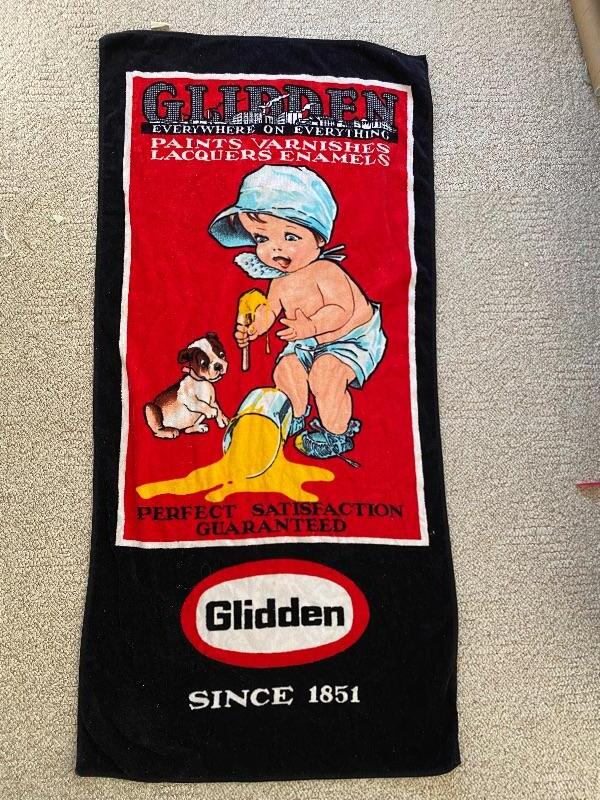 GLIDDEN
EVERYWHERE ON EVERYTHING
PAINTS VARNISHES
LACQUERS ENAMELS
PERFECT SATISFACTION
GUARANTEED
Glidden
SINCE 1851